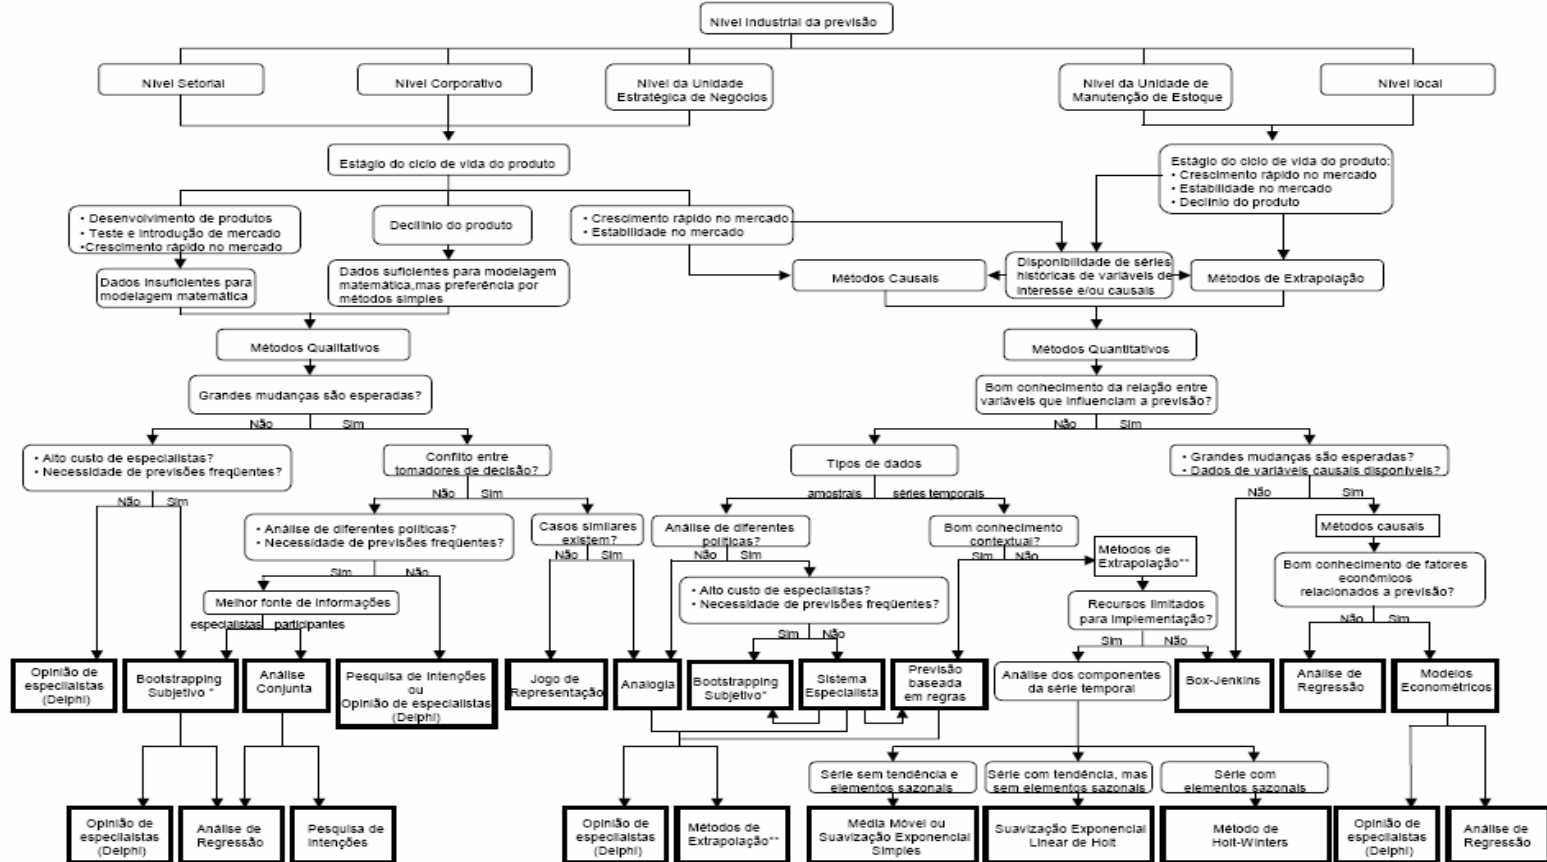 Nível Industrial da previsão
Nível Setorial
Nível Corporativo
Nível da Unidade
Estratégica de Negócios
Nível da Unidade de
Manutenção de Estoque
Nível local
Estágio do ciclo de vida do produto
Estágio do ciclo de vida do produto:
• Crescimento rápido no mercado
• Estabilidade no mercado
• Declínio do produto
• Desenvolvimento de produtos
• Teste e introdução de mercado
•Crescimento rápido no mercado
Declínio do produto
• Crescimento rápido no mercado
• Estabilidade no mercado
Dados insuficientes para
modelagem matemática
Dados suficientes para modelagem
matemática,mas preferência por
métodos simples
Métodos Causais
Disponibilidade de séries
históricas de variáveis de
interesse e/ou causais
Métodos de Extrapolação
Métodos Qualitativos
Métodos Quantitativos
Grandes mudanças são esperadas?
Não Sim
Bom conhecimento da relação entre
variáveis que influenciam a previsão?
Não Sim
• Alto custo de especialistas?
• Necessidade de previsões freqüentes?
Não Sim
Conflito entre
tomadores de decisão?
Não Sim
Tipos de dados
amostrais séries temporais
• Grandes mudanças são esperadas?
• Dados de variáveis causais disponíveis?
Não Sim
• Análise de diferentes políticas?
• Necessidade de previsões freqüentes?
Sim Não
Casos similares
existem?
Não Sim
Análise de diferentes
políticas?
Não Sim
Bom conhecimento
contextual?
Sim Não
Métodos causais
Métodos de
Extrapolação**
Bom conhecimento de fatores
econômicos
relacionados a previsão?
Não Sim
Melhor fonte de informações
especialistas participantes
• Alto custo de especialistas?
• Necessidade de previsões freqüentes?
Sim Não
Recursos limitados
para implementação?
Sim Não
Opinião de
especilaistas
(Delphi)
Bootstrapping
Subjetivo *
Análise
Conjunta
Pesquisa de Intenções
ou
Opinião de especialistas
(Delphi)
Jogo de
Representação
Analogia
Bootstrapping
Subjetivo*
Sistema
Especialista
Previsão
baseada
em regras
Análise dos componentes
da série temporal
Box-Jenkins
Análise de
Regressão
Modelos
Econométricos
Série sem tendência e
elementos sazonais
Série com tendência, mas
sem elementos sazonais
Série com
elementos sazonais
Opinião de
especilaistas
(Delphi)
Análise de
Regressão
Pesquisa de
Intenções
Opinião de
especilaistas
(Delphi)
Métodos de
Extrapolação**
Média Móvel ou
Suavização Exponencial
Simples
Suavização Exponencial
Linear de Holt
Método de
Holt-Winters
Opinião de
especilaistas
(Delphi)
Análise de
Regressão